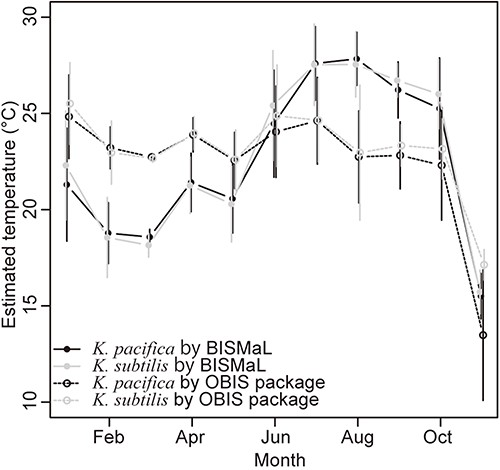 30
25
20
15
10
Estimated temperature (°C)
K. pacifica by BISMaL
K. subtilis by BISMaL
K. pacifica by OBIS package
K. subtilis by OBIS package
Feb Apr Jun Aug Oct
Month